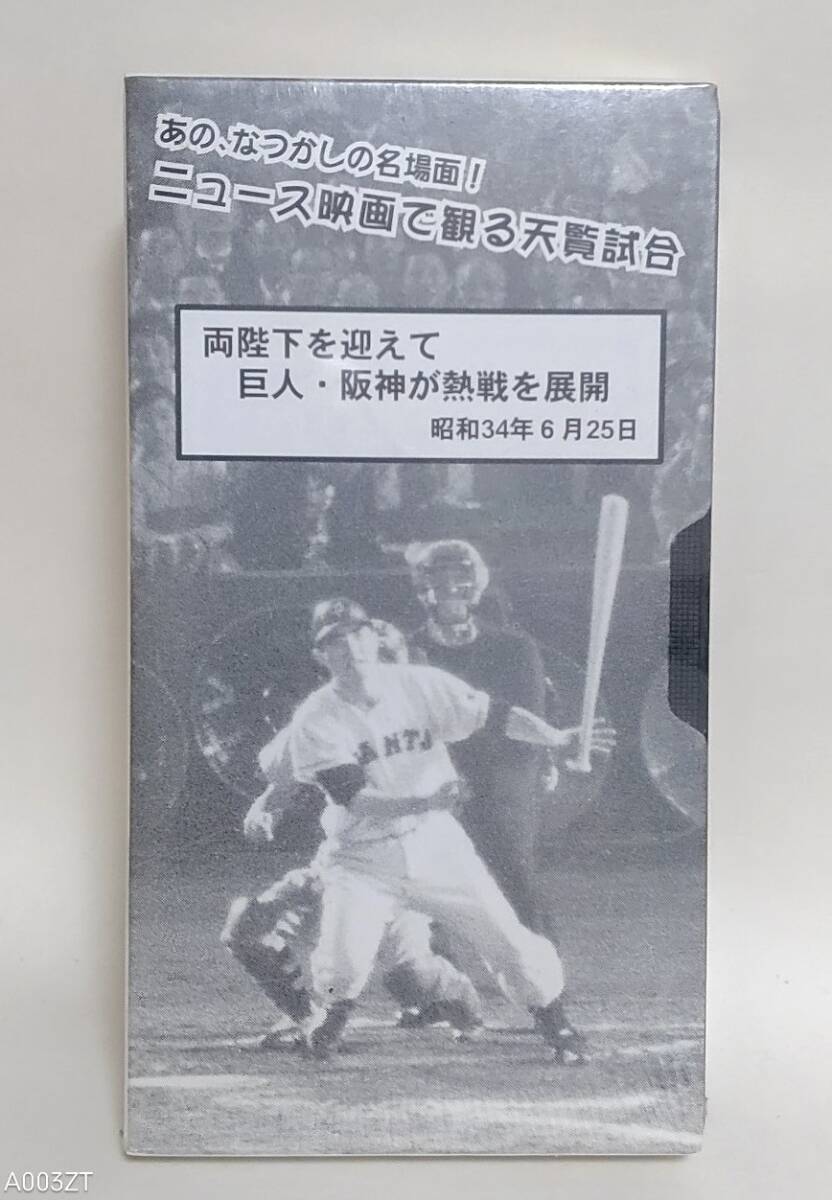 あの、なつかしの名場面！
ニュース映画で観る天覧試合
両陛下を迎えて
巨人・阪神が熱戦を展開
昭和34年6月25日
ANTS
A003ZT